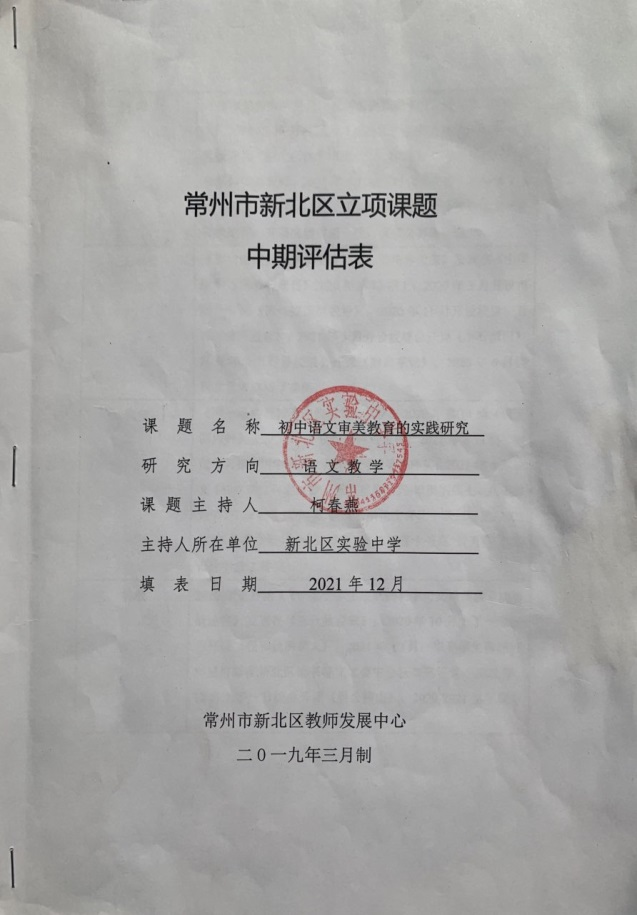 常州市新北区立项课题
中期评估表
课题名称 初中语文审美教育的实践研究
研究方向 语文教学
课题主持人 柯春燕
主持人所在单位 新北区实验中学
填表日期 2021年12月
常州市新北区教师发展中心
二0一九年三月制